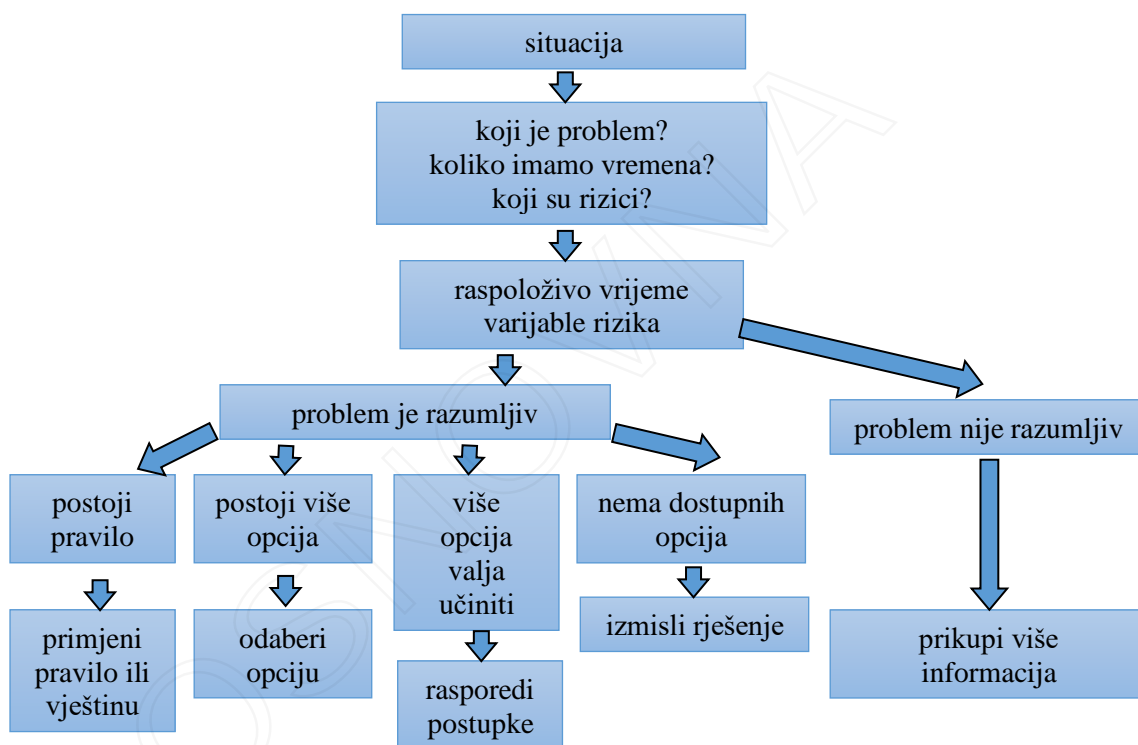 situacija
koji je problem?
koliko imamo vremena?
koji su rizici?
raspoloživo vrijeme
varijable rizika
problem je razumljiv
problem nije razumljiv
postoji
pravilo
postoji više
opcija
više
opcija
valja
učiniti
nema dostupnih
opcija
primjeni
pravilo ili
vještinu
odaberi
opciju
rasporedi
postupke
izmisli rješenje
prikupi više
informacija
OSNOVNA